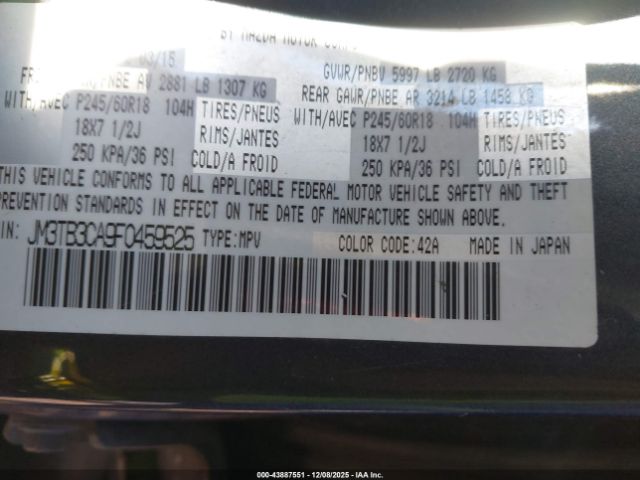 BY MAZDA MOTOR CORP
03/15 GVWR/PNBV 5997 LB 2720 KG
FR /PNBE AV 2881 LB 1307 KG REAR GAWR/PNBE AR 3214 LB 1458 KG
WITH/AVEC P245/60R18 104H TIRES/PNEUS WITH/AVEC P245/60R18 104H TIRES/PNEUS
18X7 1/2J RIMS/JANTES 18X7 1/2J RIMS/JANTES
250 KPA/36 PSI COLD/A FROID 250 KPA/36 PSI COLD/A FROID
THIS VEHICLE CONFORMS TO ALL APPLICABLE FEDERAL MOTOR VEHICLE SAFETY AND THEFT
PREVENTION STANDARDS IN EFFECT ON THE DATE OF MANUFACTURE SHOWN ABOVE.
IN: JM3TB3CA9F0459525 TYPE:MPV COLOR CODE:42A MADE IN JAPAN
000-43887551 - 12/08/2025 - IAA Inc.